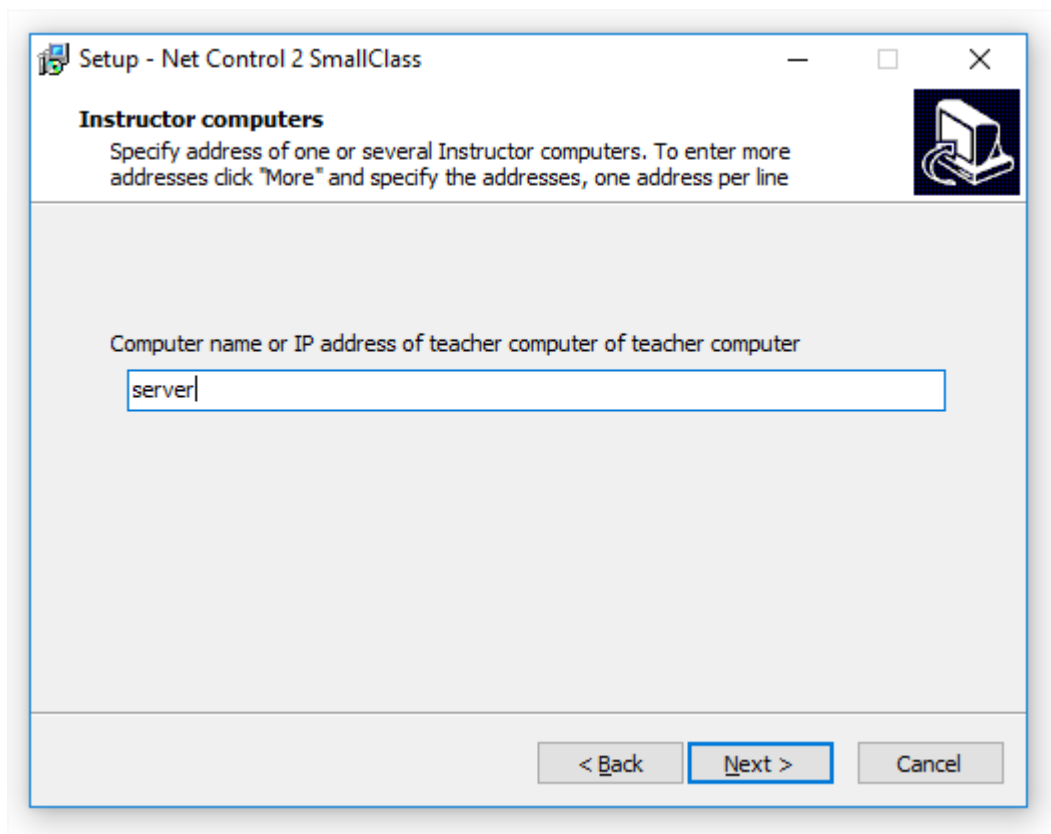 Setup - Net Control 2 SmallClass
Instructor computers
Specify address of one or several Instructor computers. To enter more
addresses click "More" and specify the addresses, one address per line
Computer name or IP address of teacher computer of teacher computer
server
< Back
Next >
Cancel